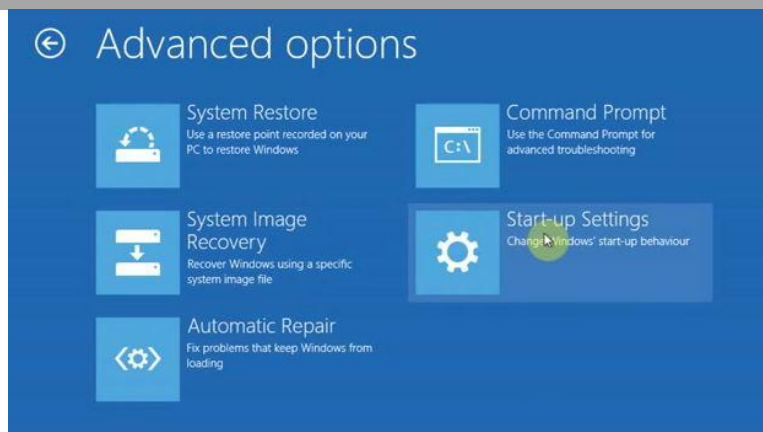 Advanced options
System Restore
Use a restore point recorded on your
PC to restore Windows
System Image
Recovery
Recover Windows using a specific
system image file
Automatic Repair
Fix problems that keep Windows from
loading
Command Prompt
Use the Command Prompt for
advanced troubleshooting
C:\
Start-up Settings
Change Windows' start-up behaviour